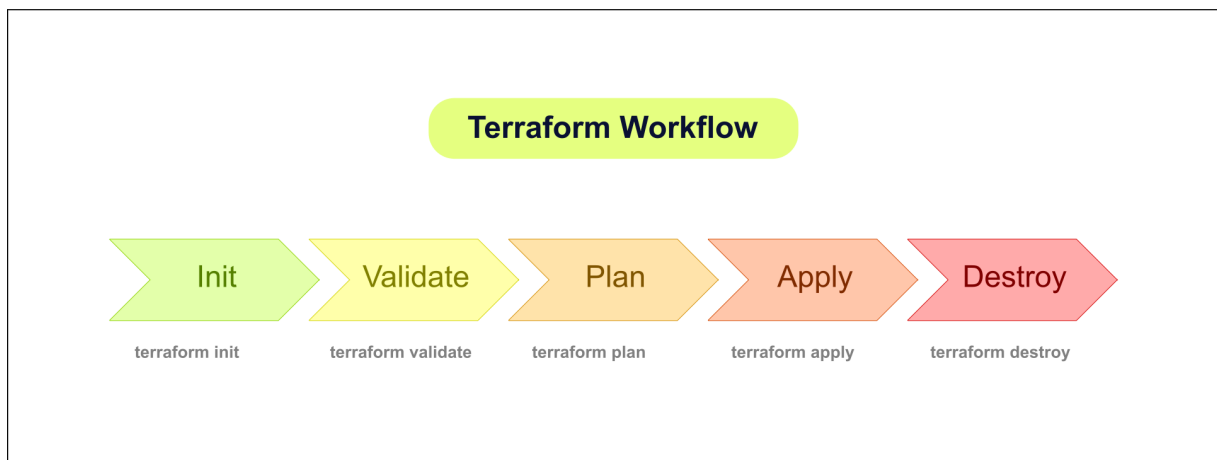 Terraform Workflow
Init
Validate
Plan
Apply
Destroy
terraform init
terraform validate
terraform plan
terraform apply
terraform destroy